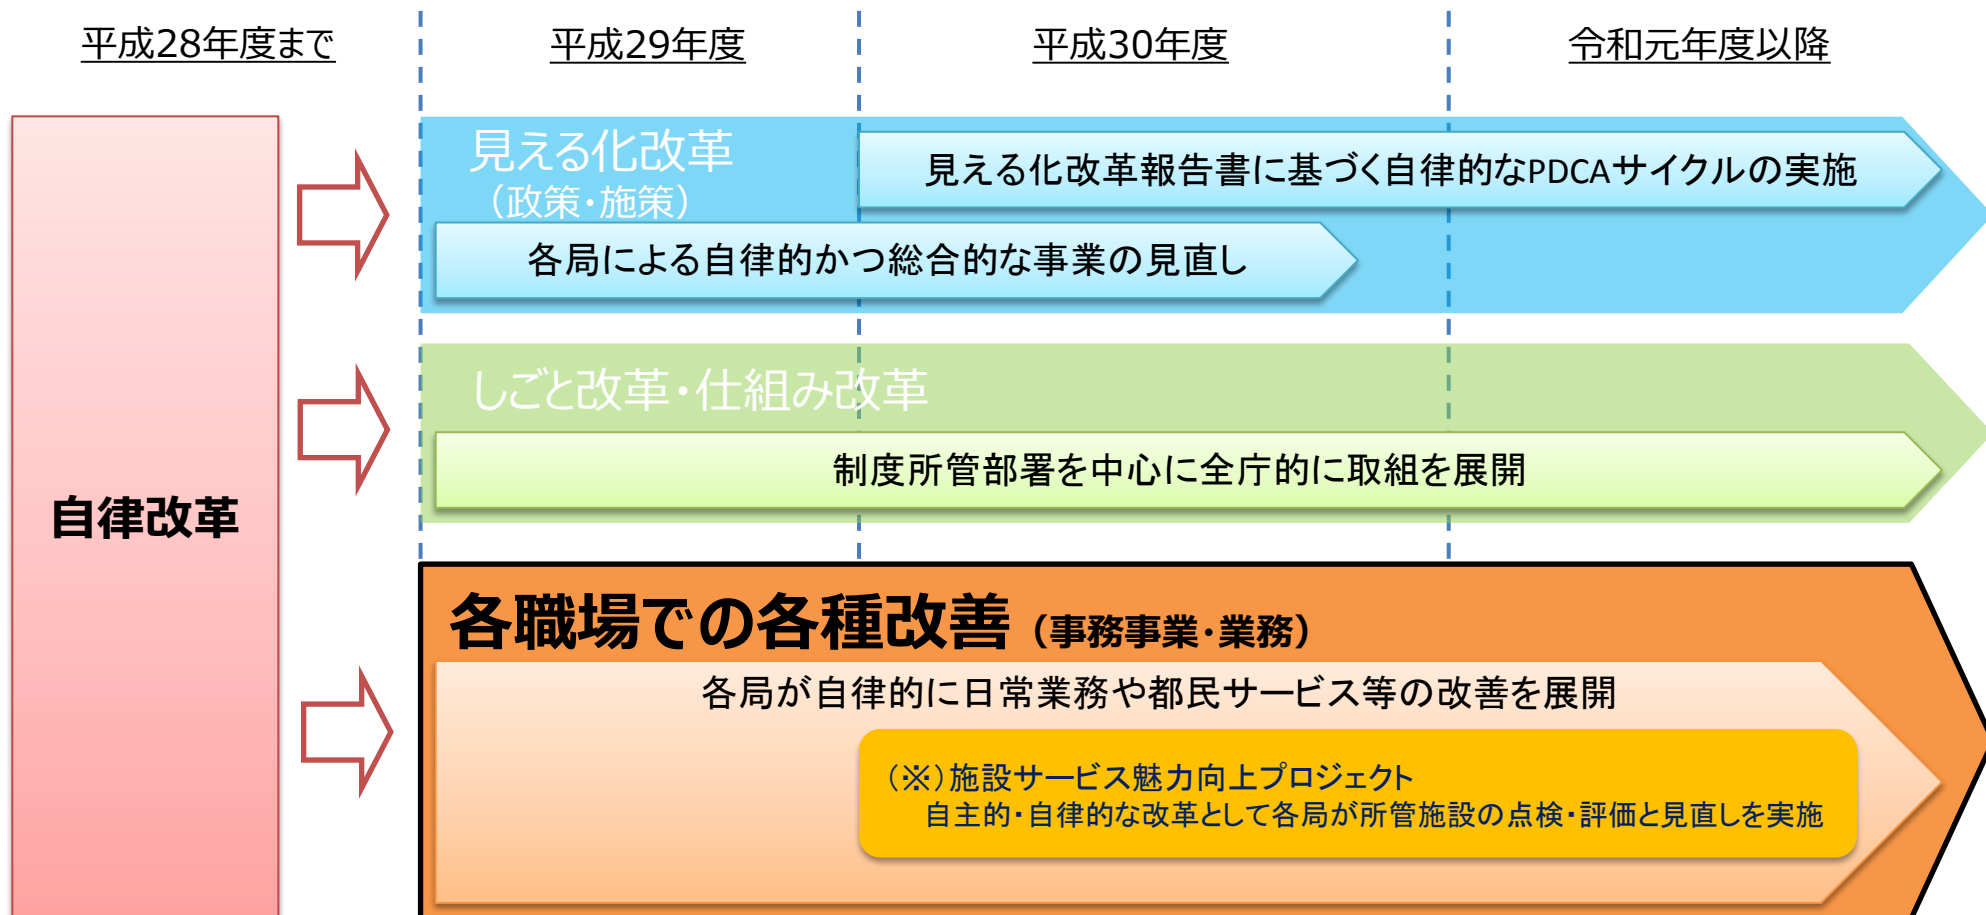 平成28年度まで
平成29年度
平成30年度
令和元年度以降
自律改革
見える化改革
（政策・施策）
見える化改革報告書に基づく自律的なPDCAサイクルの実施
各局による自律的かつ総合的な事業の見直し
しごと改革・仕組み改革
制度所管部署を中心に全庁的に取組を展開
各職場での各種改善（事務事業・業務）
各局が自律的に日常業務や都民サービス等の改善を展開
（※）施設サービス魅力向上プロジェクト
自主的・自律的な改革として各局が所管施設の点検・評価と見直しを実施